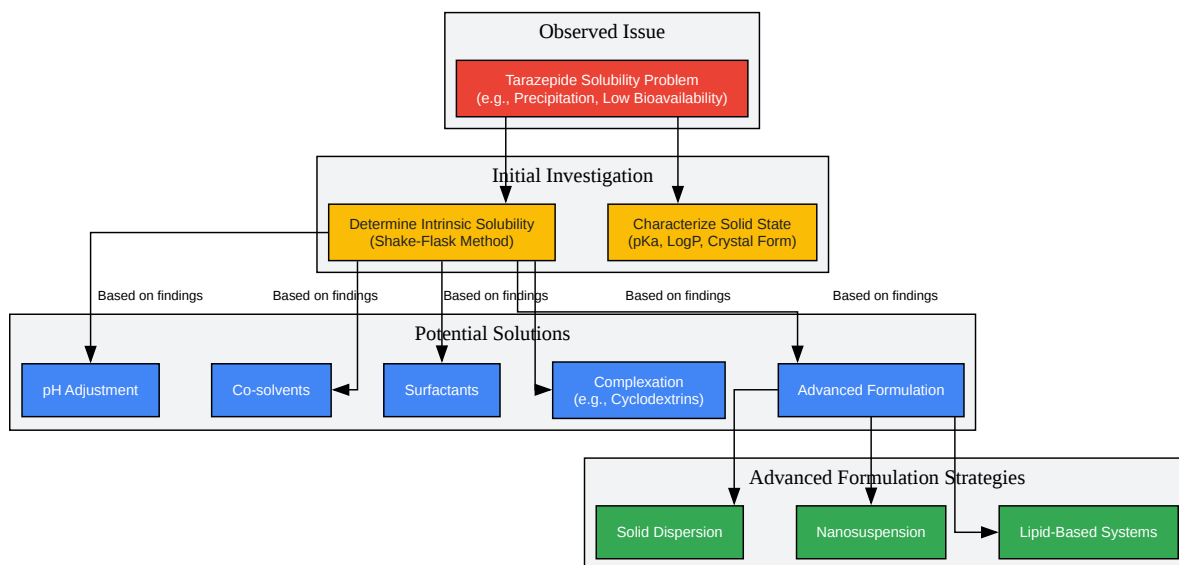 Observed Issue
Tarazepide Solubility Problem
(e.g., Precipitation, Low Bioavailability)
Initial Investigation
Determine Intrinsic Solubility
(Shake-Flask Method)
Characterize Solid State
(pKa, LogP, Crystal Form)
Based on findings
Based on findings
Based on findings
Based on findings
Based on findings
Potential Solutions
pH Adjustment
Co-solvents
Surfactants
Complexation
(e.g., Cyclodextrins)
Advanced Formulation
Advanced Formulation Strategies
Solid Dispersion
Nanosuspension
Lipid-Based Systems